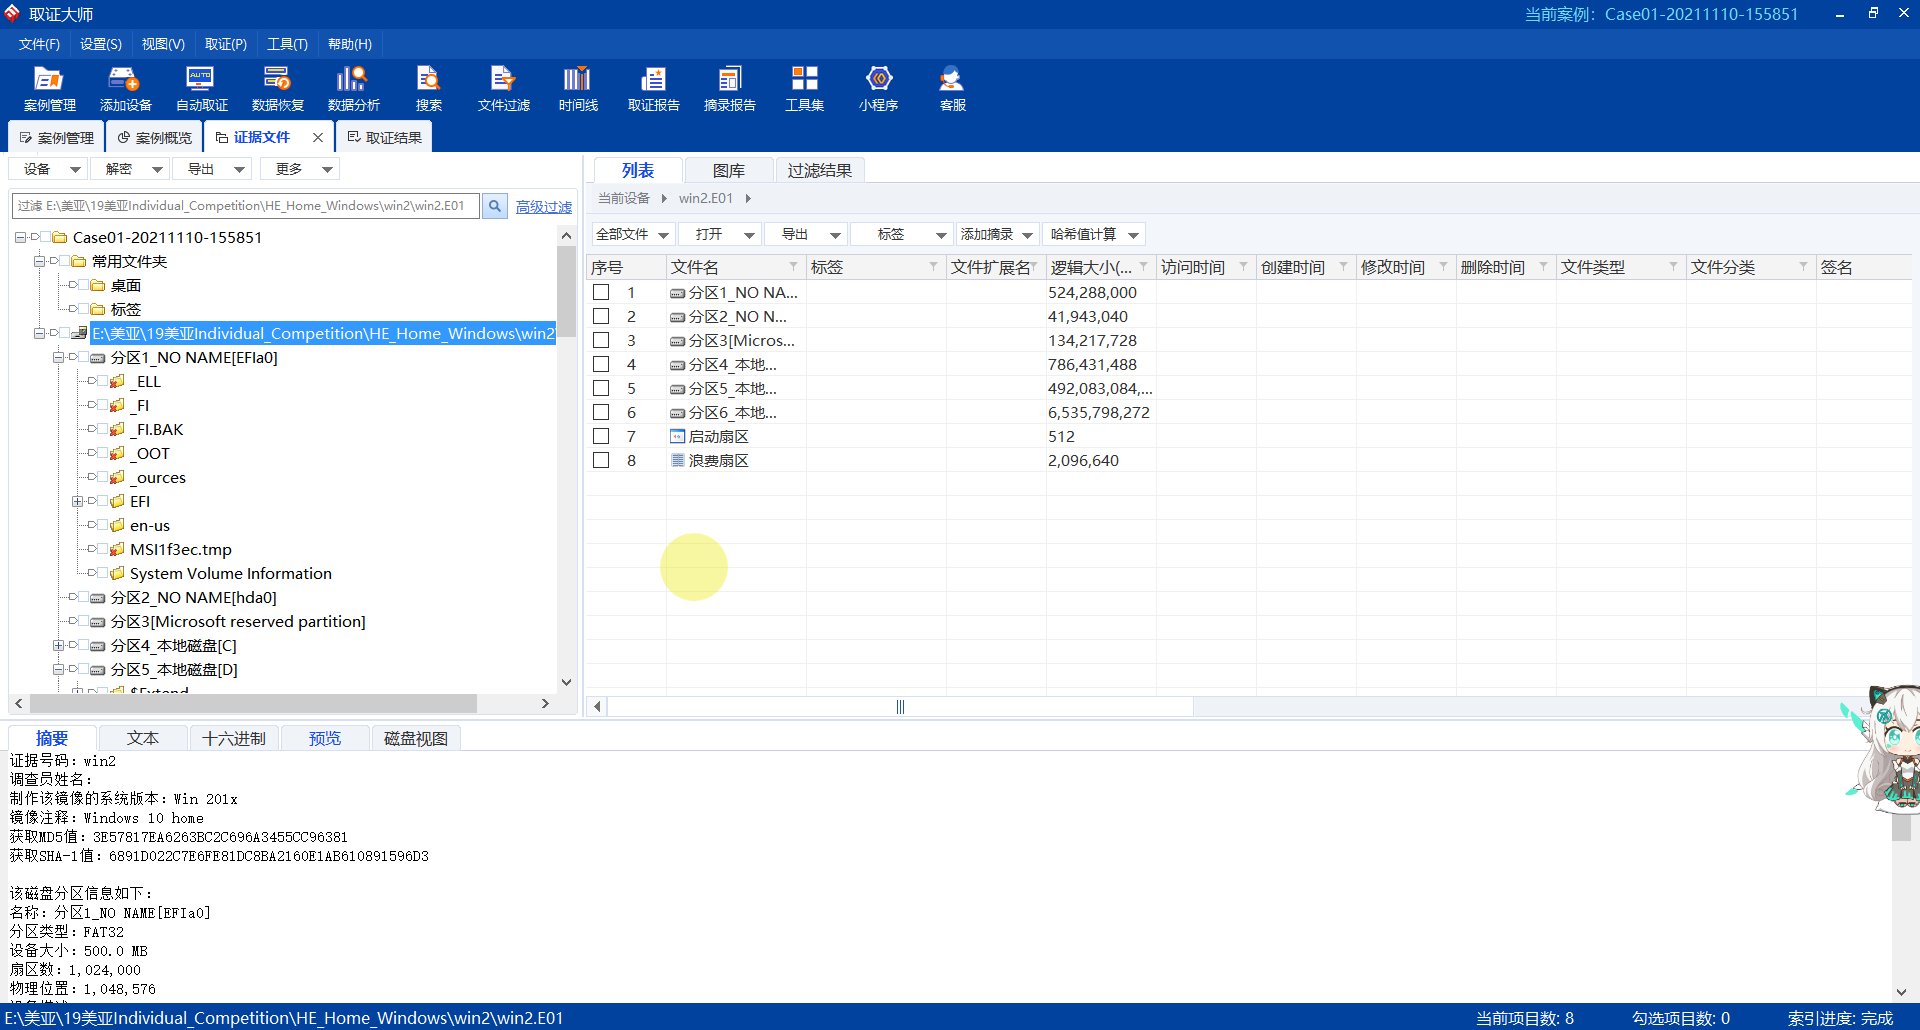 取证大师
当前案例：Case01-20211110-155851
文件(F) 设置(S) 视图(V) 取证(P) 工具(T) 帮助(H)
案例管理 添加设备 自动取证 数据恢复 数据分析 搜索 文件过滤 时间线 取证报告 摘录报告 工具集 小程序 客服
案例管理 案例概览 证据文件 取证结果
设备 解密 导出 更多
过滤 E:\美亚\19美亚Individual_Competition\HE_Home_Windows\win2\win2.E01 高级过滤
Case01-20211110-155851
常用文件夹
桌面
标签
E:\美亚\19美亚Individual_Competition\HE_Home_Windows\win2\
分区1_NO NAME[EFIa0]
_ELL
_FI
_FI.BAK
_OOT
_ources
EFI
en-us
MSI1f3ec.tmp
System Volume Information
分区2_NO NAME[hda0]
分区3[Microsoft reserved partition]
分区4_本地磁盘[C]
分区5_本地磁盘[D]
$Extend
列表 图库 过滤结果
当前设备 win2.E01
全部文件 打开 导出 标签 添加摘录 哈希值计算
序号 文件名 标签 文件扩展名 逻辑大小(... 访问时间 创建时间 修改时间 删除时间 文件类型 文件分类 签名
1 分区1_NO NA... 524,288,000
2 分区2_NO N... 41,943,040
3 分区3[Micros... 134,217,728
4 分区4_本地... 786,431,488
5 分区5_本地... 492,083,084,...
6 分区6_本地... 6,535,798,272
7 启动扇区 512
8 浪费扇区 2,096,640
摘要 文本 十六进制 预览 磁盘视图
证据号码：win2
调查员姓名：
制作该镜像的系统版本：Win 201x
镜像注释：Windows 10 home
获取MD5值：3E57817EA6263BC2C696A3455CC96381
获取SHA-1值：6891D022C7E6FE81DC8BA2160E1AB610891596D3
该磁盘分区信息如下：
名称：分区1_NO NAME[EFIa0]
分区类型：FAT32
设备大小：500.0 MB
扇区数：1,024,000
物理位置：1,048,576
E:\美亚\19美亚Individual_Competition\HE_Home_Windows\win2\win2.E01 当前项目数: 8 勾选项目数: 0 索引进度: 完成